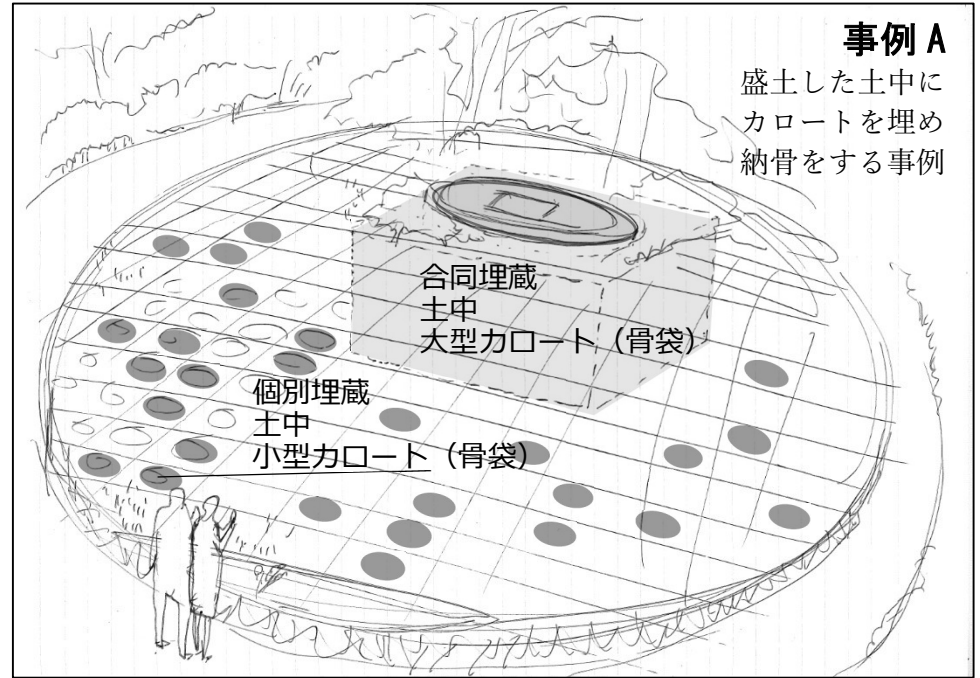 事例 A
盛土した土中に
カロートを埋め
納骨をする事例
合同埋蔵
土中
大型カロート（骨袋）
個別埋蔵
土中
小型カロート（骨袋）